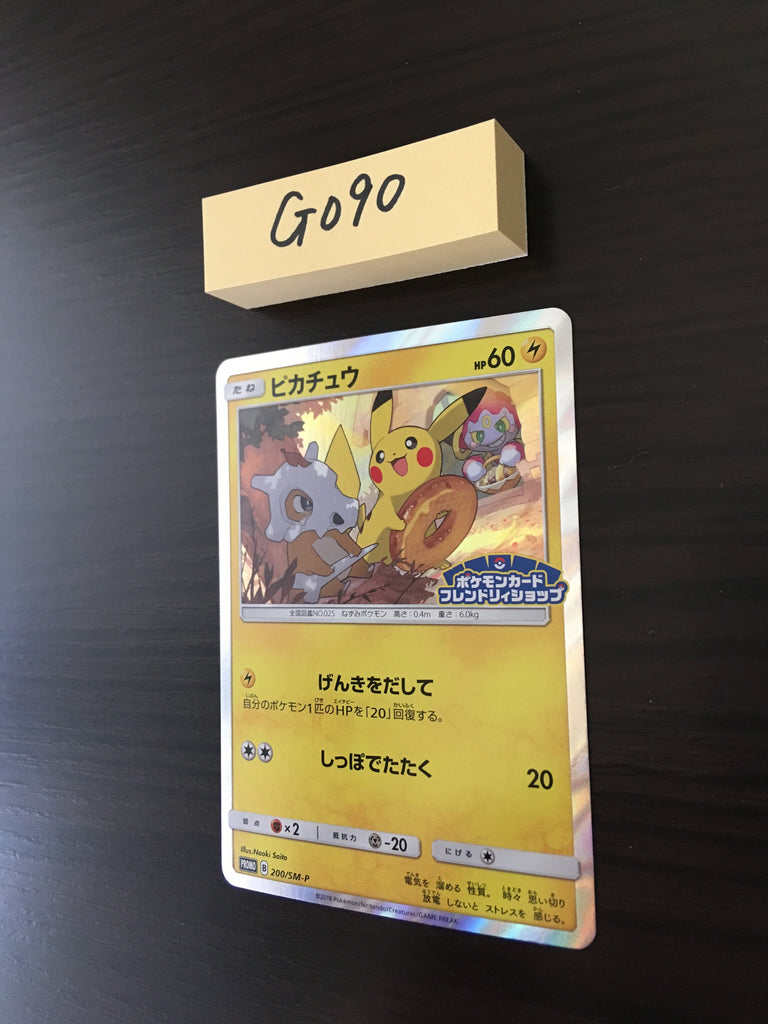 G090
たね ピカチュウ HP60
ポケモンカード
フレンドリィショップ
全国図鑑NO.025 ねずみポケモン 高さ:0.4m 重さ:6.0kg
げんきをだして
自分のポケモン1匹のHPを「20」回復する。
しっぽでたたく 20
弱点 ×2 抵抗力 -20 にげる
Illus.Naoki Saito
PROMO B 200/SM-P
電気を 溜める 性質。 時々 思い切り
放電 しないと ストレスを 感じる。
©2018 Pokémon/Nintendo/Creatures/GAME FREAK.